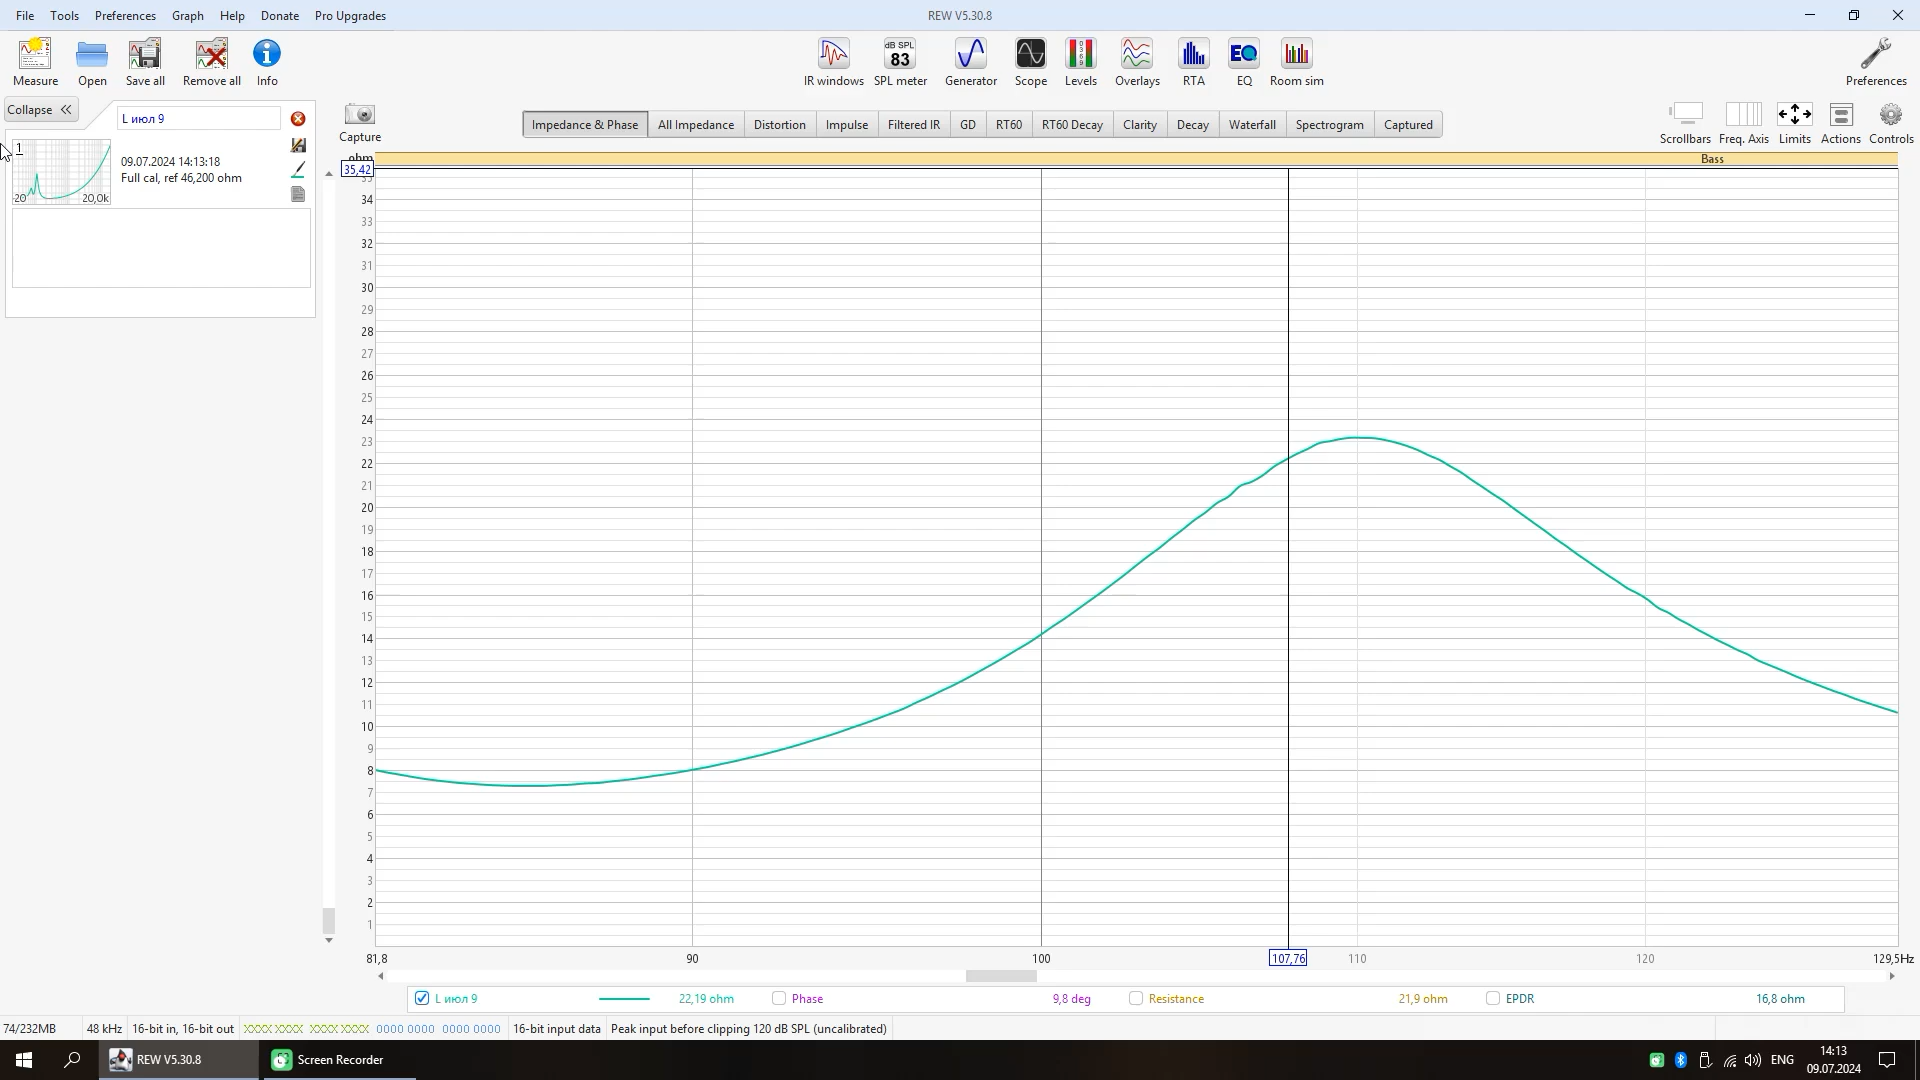 File Tools Preferences Graph Help Donate Pro Upgrades
REW V5.30.8
Measure Open Save all Remove all Info
dB SPL
83
IR windows SPL meter Generator Scope Levels Overlays RTA EQ Room sim
Preferences
Collapse
L июл 9
1
20 20,0k
09.07.2024 14:13:18
Full cal, ref 46,200 ohm
Capture
Impedance & Phase All Impedance Distortion Impulse Filtered IR GD RT60 RT60 Decay Clarity Decay Waterfall Spectrogram Captured
Scrollbars Freq. Axis Limits Actions Controls
ohm
Bass
35,42
34
33
32
31
30
29
28
27
26
25
24
23
22
21
20
19
18
17
16
15
14
13
12
11
10
9
8
7
6
5
4
3
2
1
81,8 90 100 107,76 110 120 129,5Hz
L июл 9 22,19 ohm Phase 9,8 deg Resistance 21,9 ohm EPDR 16,8 ohm
74/232MB 48 kHz 16-bit in, 16-bit out XXXX XXXX XXXX XXXX 0000 0000 0000 0000 16-bit input data Peak input before clipping 120 dB SPL (uncalibrated)
REW V5.30.8 Screen Recorder ENG 14:13
09.07.2024